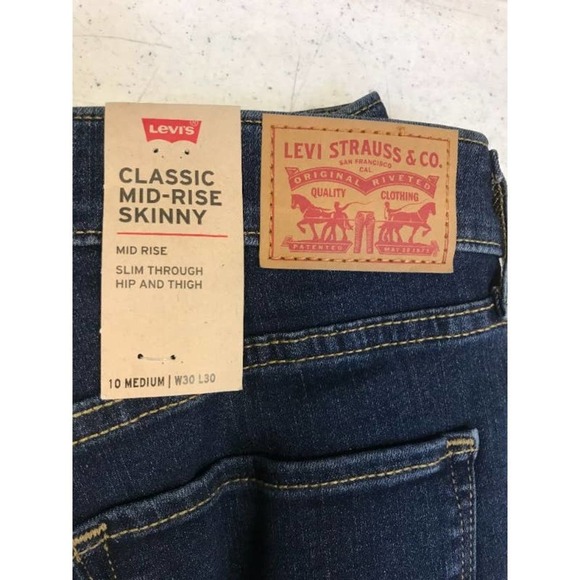 Levi's
CLASSIC
MID-RISE
SKINNY
MID RISE
SLIM THROUGH
HIP AND THIGH
10 MEDIUM | W30 L30
LEVI STRAUSS & CO.
SAN FRANCISCO
CAL.
ORIGINAL RIVETED
QUALITY CLOTHING
PATENTED MAY 20 1873